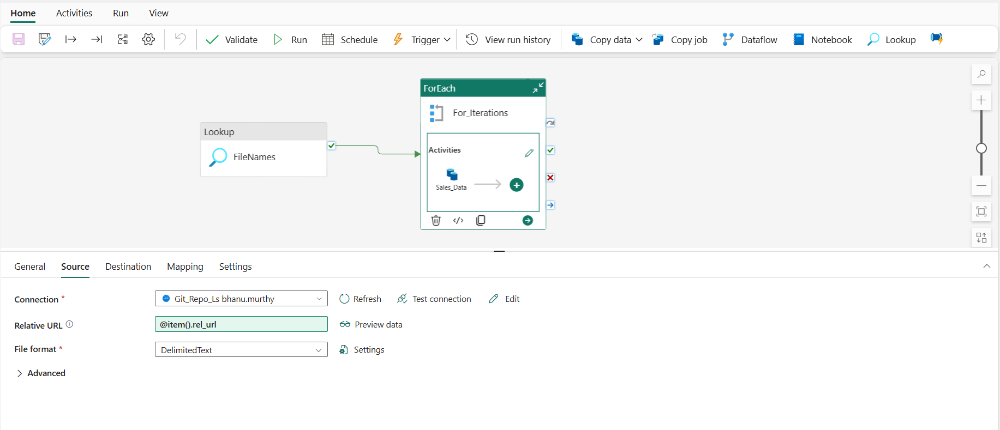 Home Activities Run View
Validate Run Schedule Trigger View run history Copy data Copy job Dataflow Notebook Lookup
ForEach
For_Iterations
Lookup
FileNames
Activities
Sales_Data
</>
General Source Destination Mapping Settings
Connection * Git_Repo_Ls bhanu.murthy Refresh Test connection Edit
Relative URL @item().rel_url Preview data
File format * DelimitedText Settings
Advanced